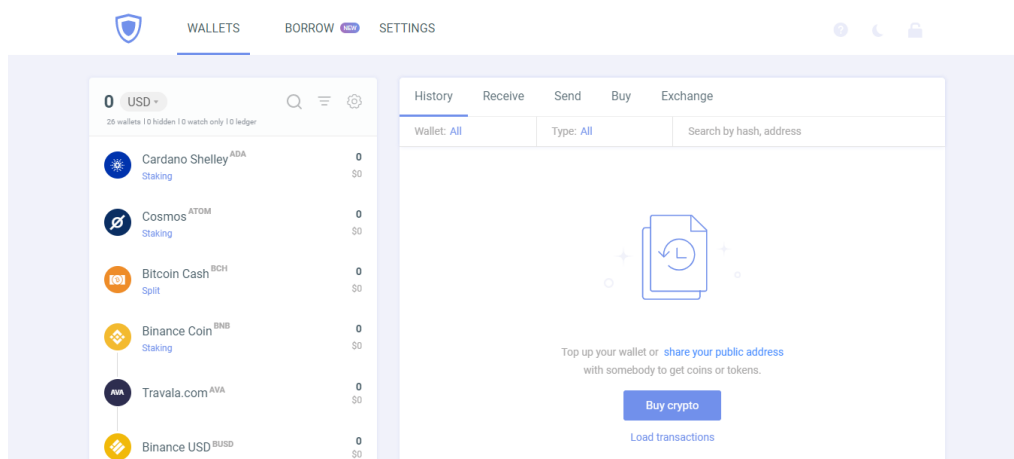 WALLETS BORROW NEW SETTINGS
0 USD
26 wallets | 0 hidden | 0 watch only | 0 ledger
Cardano Shelley ADA 0
Staking $0
Cosmos ATOM 0
Staking $0
Bitcoin Cash BCH 0
Split $0
Binance Coin BNB 0
Staking $0
AVA Travala.com AVA 0
$0
Binance USD BUSD 0
$0
History Receive Send Buy Exchange
Wallet: All Type: All Search by hash, address
Top up your wallet or share your public address
with somebody to get coins or tokens.
Buy crypto
Load transactions